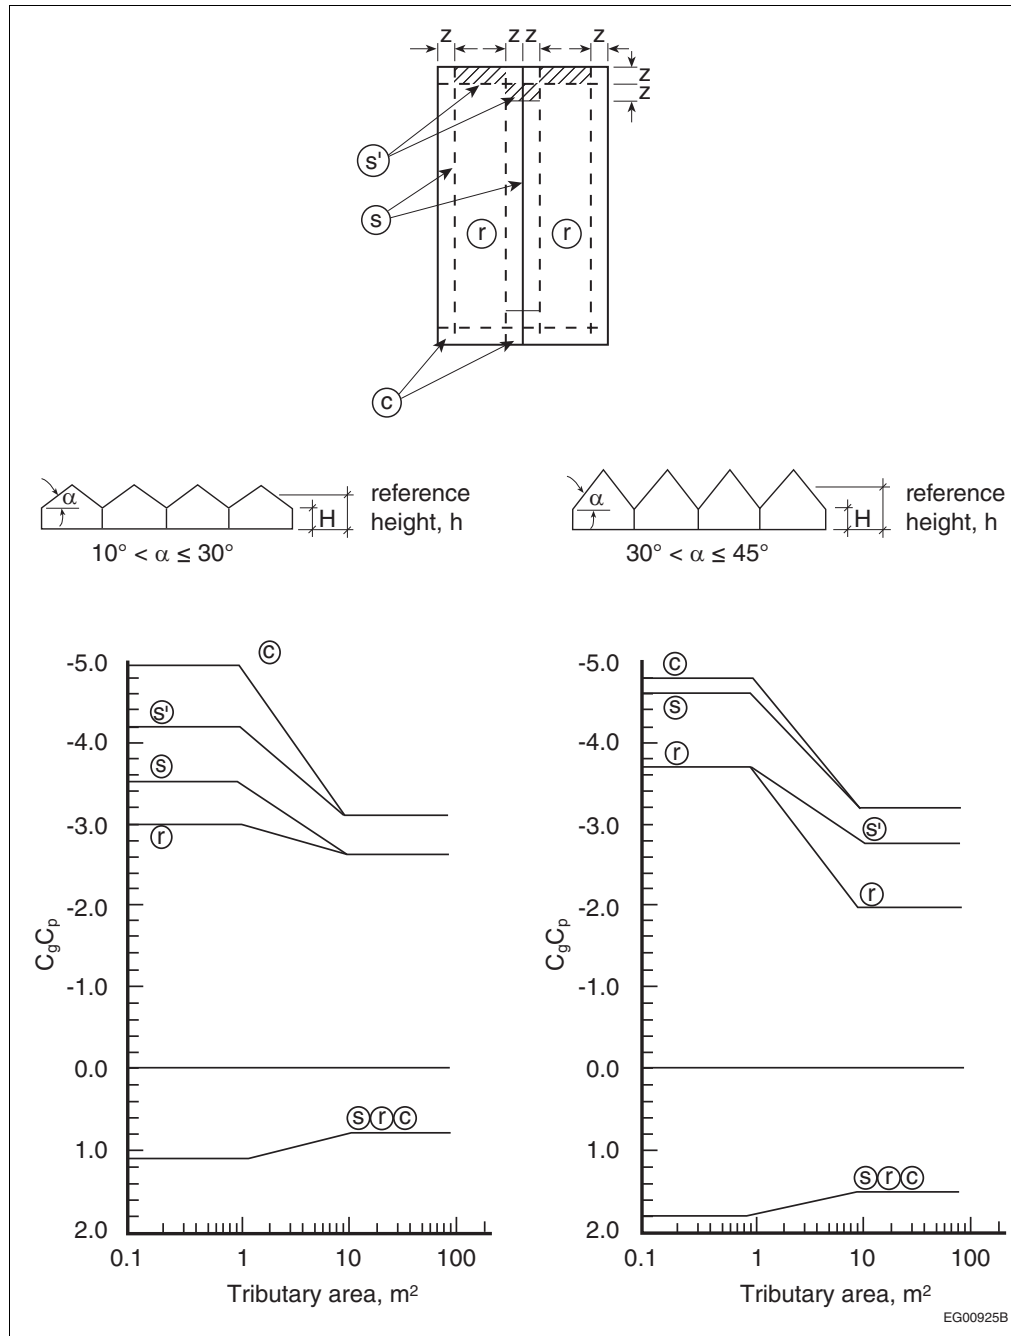 z z z z
z
z
s'
s
r r
c
α H reference height, h
10° < α ≤ 30°
α H reference height, h
30° < α ≤ 45°
-5.0
-4.0
-3.0
-2.0
-1.0
0.0
1.0
2.0
CgCp
c
s'
s
r
s r c
0.1 1 10 100
Tributary area, m²
-5.0
-4.0
-3.0
-2.0
-1.0
0.0
1.0
2.0
CgCp
c
s
r
s'
r
s r c
0.1 1 10 100
Tributary area, m²
EG00925B